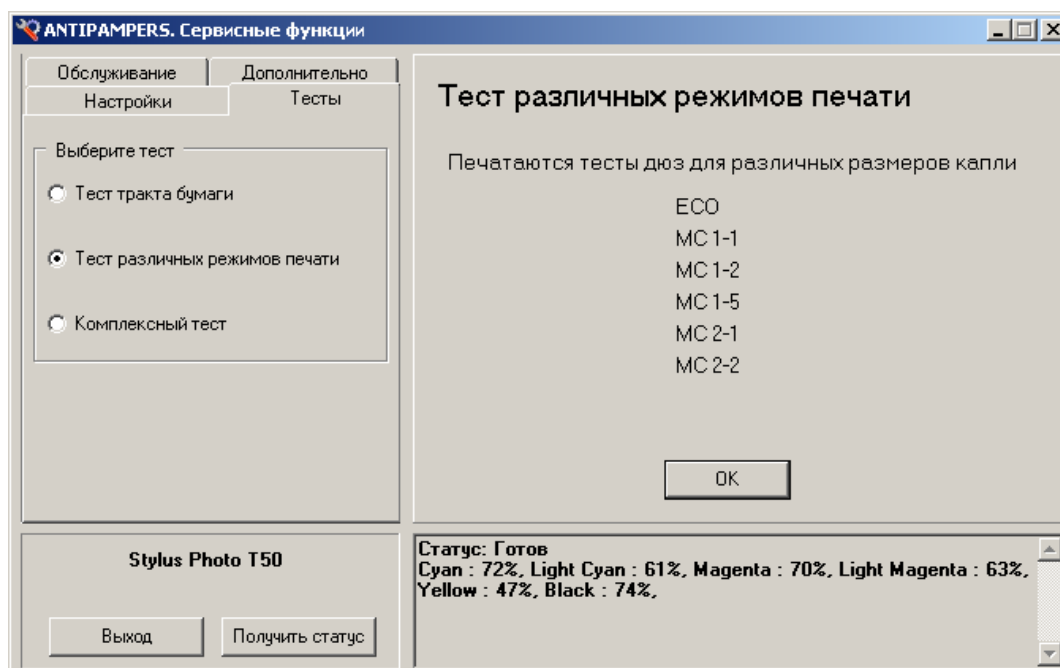 ANTIPAMPERS. Сервисные функции
Обслуживание Дополнительно
Настройки Тесты
Выберите тест
Тест тракта бумаги
Тест различных режимов печати
Комплексный тест
Тест различных режимов печати
Печатаются тесты дюз для различных размеров капли
ECO
MC 1-1
MC 1-2
MC 1-5
MC 2-1
MC 2-2
OK
Stylus Photo T50
Выход Получить статус
Статус: Готов
Cyan : 72%, Light Cyan : 61%, Magenta : 70%, Light Magenta : 63%,
Yellow : 47%, Black : 74%,